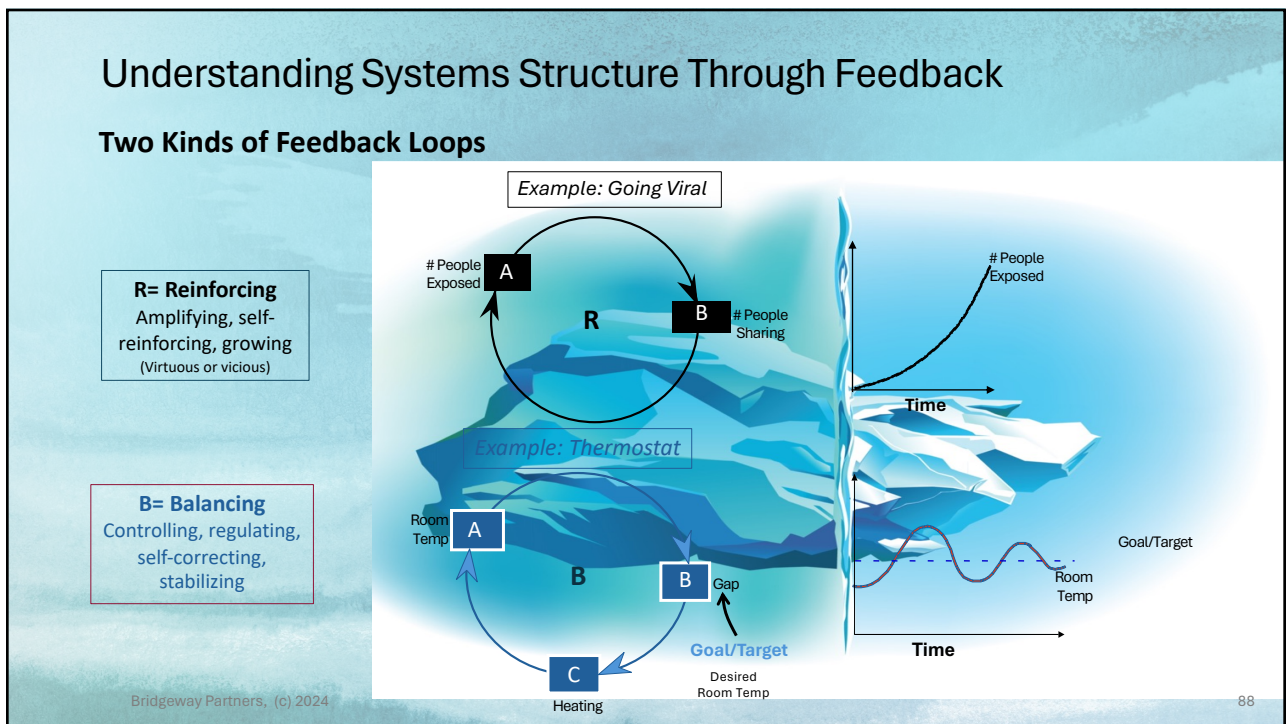 Understanding Systems Structure Through Feedback
Two Kinds of Feedback Loops
Example: Going Viral
# People
Exposed
A
R
B
# People
Sharing
R= Reinforcing
Amplifying, self-
reinforcing, growing
(Virtuous or vicious)
# People
Exposed
Time
Example: Thermostat
B= Balancing
Controlling, regulating,
self-correcting,
stabilizing
Room
Temp
A
B
B
Gap
Goal/Target
Desired
Room Temp
C
Heating
Goal/Target
Room
Temp
Time
Bridgeway Partners, (c) 2024
88